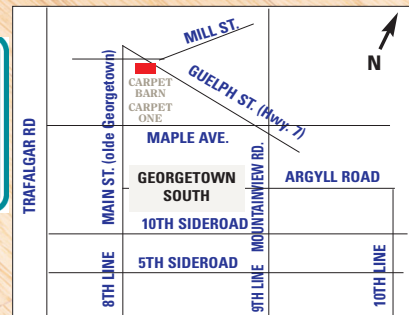 MILL ST.
N
GUELPH ST. (Hwy. 7)
CARPET
BARN
CARPET
ONE
TRAFALGAR RD
MAIN ST. (olde Georgetown)
MAPLE AVE.
MOUNTAINVIEW RD.
GEORGETOWN
SOUTH
ARGYLL ROAD
10TH SIDEROAD
8TH LINE
5TH SIDEROAD
9TH LINE
10TH LINE